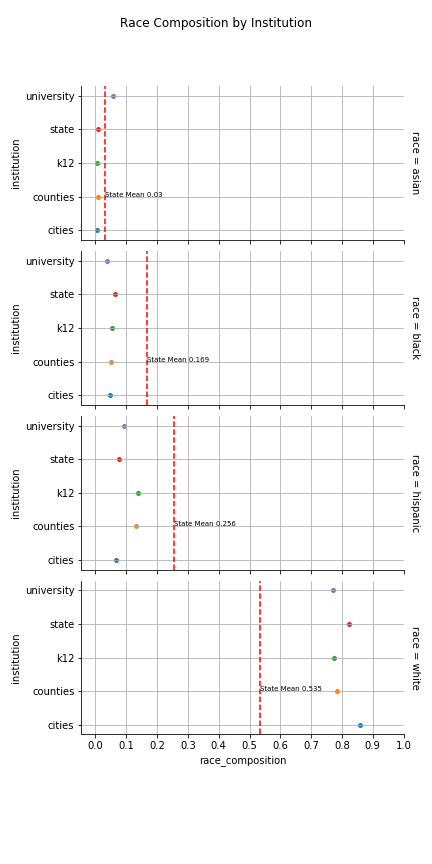 Race Composition by Institution
university
state
k12
counties
cities
institution
State Mean 0.03
race = asian
university
state
k12
counties
cities
institution
State Mean 0.169
race = black
university
state
k12
counties
cities
institution
State Mean 0.256
race = hispanic
university
state
k12
counties
cities
institution
State Mean 0.535
race = white
0.0 0.1 0.2 0.3 0.4 0.5 0.6 0.7 0.8 0.9 1.0
race_composition